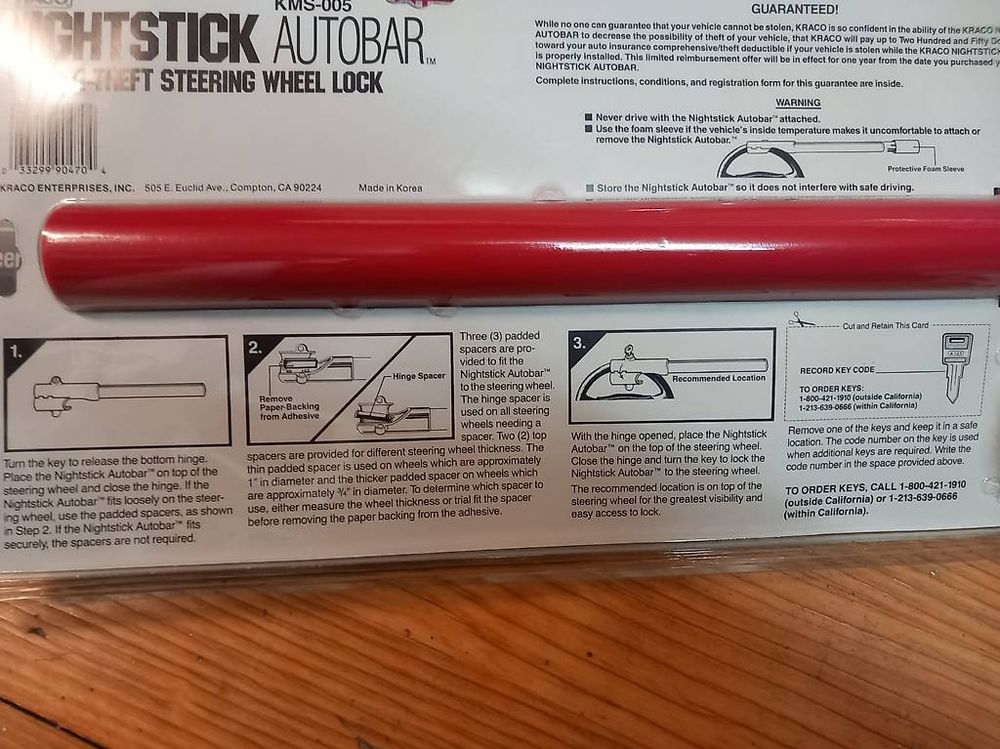 KRACO
KMS-005
NIGHTSTICK AUTOBAR™
THEFT STEERING WHEEL LOCK
33299 90470 4
KRACO ENTERPRISES, INC. 505 E. Euclid Ave., Compton, CA 90224 Made in Korea
GUARANTEED!
While no one can guarantee that your vehicle cannot be stolen, KRACO is so confident in the ability of the KRACO
AUTOBAR to decrease the possibility of theft of your vehicle, that KRACO will pay up to Two Hundred and Fifty
toward your auto insurance comprehensive/theft deductible if your vehicle is stolen while the KRACO NIGHTSTICK
is properly installed. This limited reimbursement offer will be in effect for one year from the date you purchased
NIGHTSTICK AUTOBAR.
Complete instructions, conditions, and registration form for this guarantee are inside.
WARNING
■ Never drive with the Nightstick Autobar™ attached.
■ Use the foam sleeve if the vehicle's inside temperature makes it uncomfortable to attach or
remove the Nightstick Autobar.™
Protective Foam Sleeve
■ Store the Nightstick Autobar™ so it does not interfere with safe driving.
1.
Turn the key to release the bottom hinge.
Place the Nightstick Autobar™ on top of the
steering wheel and close the hinge. If the
Nightstick Autobar™ fits loosely on the steer-
ing wheel, use the padded spacers, as shown
in Step 2. If the Nightstick Autobar™ fits
securely, the spacers are not required.
2.
Remove
Paper-Backing
from Adhesive
Hinge Spacer
Three (3) padded
spacers are pro-
vided to fit the
Nightstick Autobar™
to the steering wheel.
The hinge spacer is
used on all steering
wheels needing a
spacer. Two (2) top
spacers are provided for different steering wheel thickness. The
thin padded spacer is used on wheels which are approximately
1" in diameter and the thicker padded spacer on wheels which
are approximately ¾" in diameter. To determine which spacer to
use, either measure the wheel thickness or trial fit the spacer
before removing the paper backing from the adhesive.
3.
Recommended Location
With the hinge opened, place the Nightstick
Autobar™ on the top of the steering wheel.
Close the hinge and turn the key to lock the
Nightstick Autobar™ to the steering wheel.
The recommended location is on top of the
steering wheel for the greatest visibility and
easy access to lock.
Cut and Retain This Card
RECORD KEY CODE
TO ORDER KEYS:
1-800-421-1910 (outside California)
1-213-639-0666 (within California)
Remove one of the keys and keep it in a safe
location. The code number on the key is used
when additional keys are required. Write the
code number in the space provided above.
TO ORDER KEYS, CALL 1-800-421-1910
(outside California) or 1-213-639-0666
(within California).